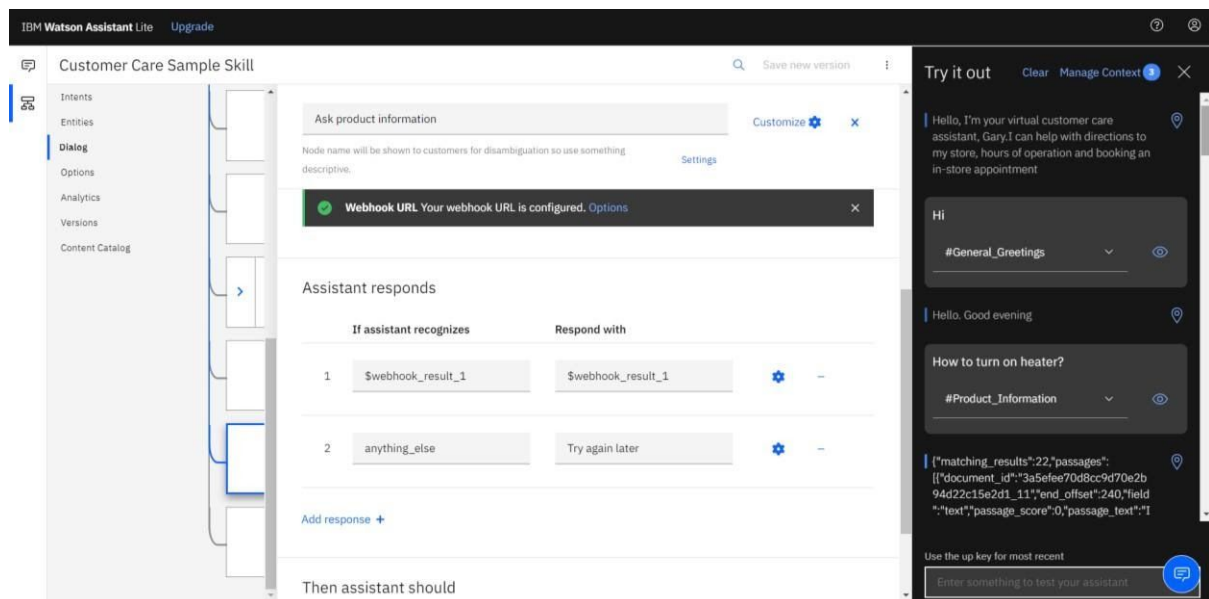 IBM Watson Assistant Lite Upgrade
Customer Care Sample Skill
Save new version
Intents
Entities
Dialog
Options
Analytics
Versions
Content Catalog
Ask product information
Customize
Node name will be shown to customers for disambiguation so use something
descriptive.
Settings
Webhook URL Your webhook URL is configured. Options
Assistant responds
If assistant recognizes Respond with
1 $webhook_result_1 $webhook_result_1
2 anything_else Try again later
Add response +
Then assistant should
Try it out Clear Manage Context 3
Hello, I'm your virtual customer care
assistant, Gary.I can help with directions to
my store, hours of operation and booking an
in-store appointment
Hi
#General_Greetings
Hello. Good evening
How to turn on heater?
#Product_Information
{"matching_results":22,"passages":
[{"document_id":"3a5efee70d8cc9d70e2b
94d22c15e2d1_11","end_offset":240,"field
":"text","passage_score":0,"passage_text":"I
Use the up key for most recent
Enter something to test your assistant